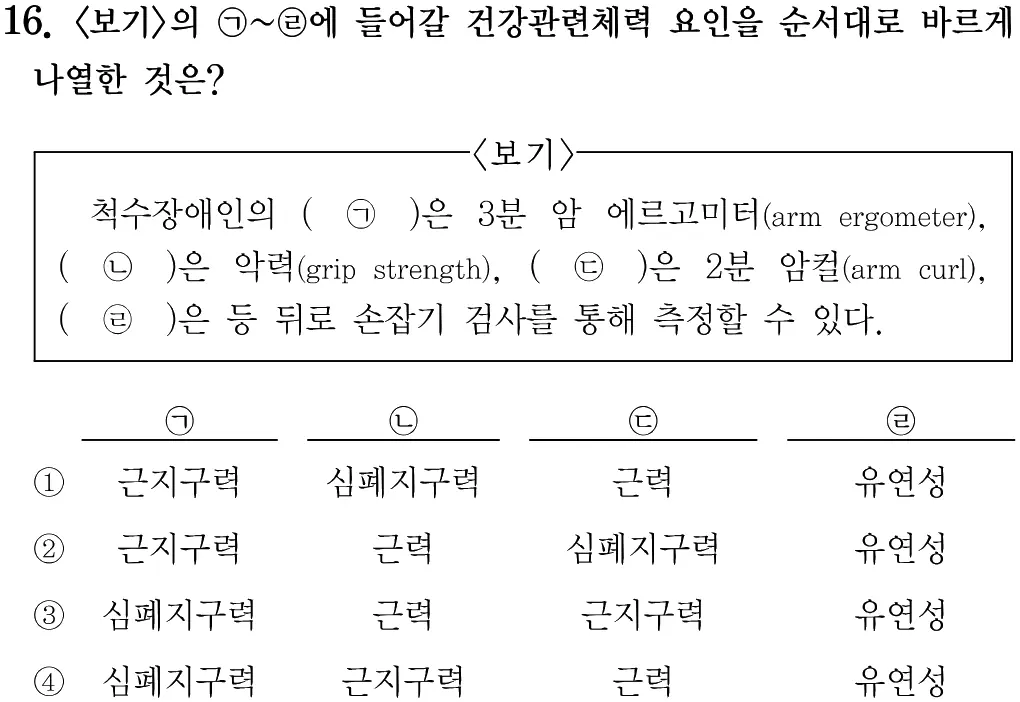 16. 〈보기〉의 ㉠~㉣에 들어갈 건강관련체력 요인을 순서대로 바르게
나열한 것은?
〈보기〉
척수장애인의 ( ㉠ )은 3분 암 에르고미터(arm ergometer),
( ㉡ )은 악력(grip strength), ( ㉢ )은 2분 암컬(arm curl),
( ㉣ )은 등 뒤로 손잡기 검사를 통해 측정할 수 있다.
㉠ ㉡ ㉢ ㉣
① 근지구력 심폐지구력 근력 유연성
② 근지구력 근력 심폐지구력 유연성
③ 심폐지구력 근력 근지구력 유연성
④ 심폐지구력 근지구력 근력 유연성